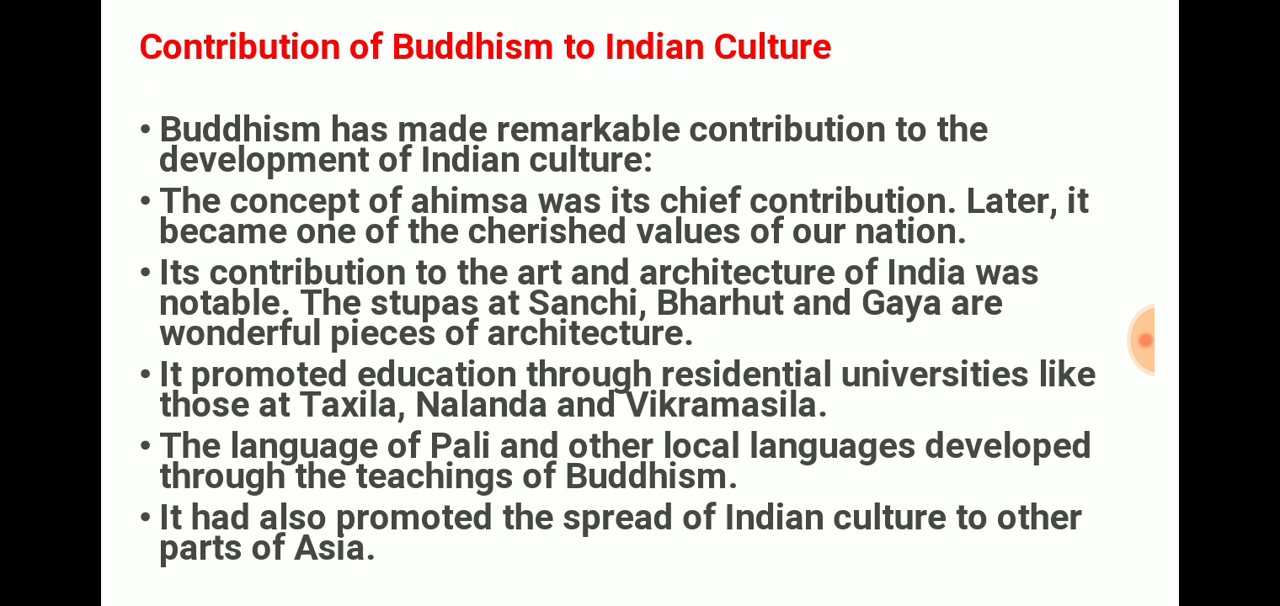 Contribution of Buddhism to Indian Culture
• Buddhism has made remarkable contribution to the
development of Indian culture:
• The concept of ahimsa was its chief contribution. Later, it
became one of the cherished values of our nation.
• Its contribution to the art and architecture of India was
notable. The stupas at Sanchi, Bharhut and Gaya are
wonderful pieces of architecture.
• It promoted education through residential universities like
those at Taxila, Nalanda and Vikramasila.
• The language of Pali and other local languages developed
through the teachings of Buddhism.
• It had also promoted the spread of Indian culture to other
parts of Asia.